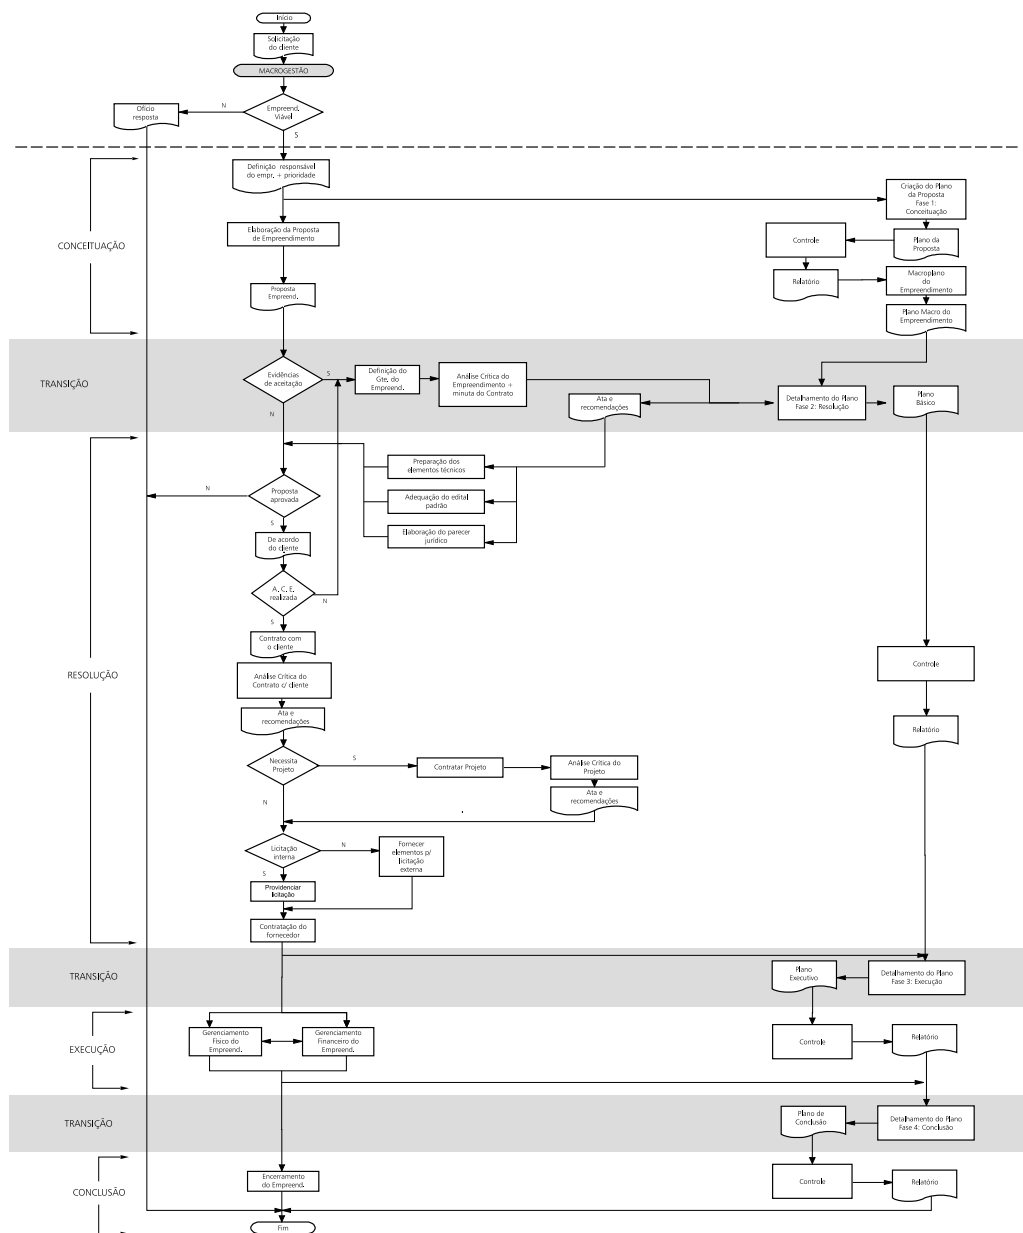 Início
Solicitação
do cliente
MACROGESTÃO
Empreend.
Viável
N
S
Ofício
resposta
CONCEITUAÇÃO
Definição responsável
do empr. + prioridade
Criação do Plano
da Proposta
Fase 1:
Conceituação
Elaboração da Proposta
de Empreendimento
Controle
Plano da
Proposta
Relatório
Macroplano
do
Empreendimento
Proposta
Empreend.
Plano Macro do
Empreendimento
TRANSIÇÃO
Evidências
de aceitação
S
N
Definição do
Gte. do
Empreend.
Análise Crítica do
Empreendimento +
minuta do Contrato
Ata e
recomendações
Detalhamento do Plano
Fase 2: Resolução
Plano
Básico
RESOLUÇÃO
Preparação dos
elementos técnicos
Adequação do edital
padrão
Elaboração do parecer
jurídico
N
Proposta
aprovada
S
De acordo
do cliente
A. C. E.
realizada
N
S
Contrato com
o cliente
Análise Crítica do
Contrato c/ cliente
Controle
Ata e
recomendações
Relatório
Necessita
Projeto
S
N
Contratar Projeto
Análise Crítica do
Projeto
Ata e
recomendações
Licitação
interna
N
S
Fornecer
elementos p/
licitação
externa
Providenciar
licitação
Contratação do
fornecedor
TRANSIÇÃO
Plano
Executivo
Detalhamento do Plano
Fase 3: Execução
EXECUÇÃO
Gerenciamento
Físico do
Empreend.
Gerenciamento
Financeiro do
Empreend.
Controle
Relatório
TRANSIÇÃO
Plano de
Conclusão
Detalhamento do Plano
Fase 4: Conclusão
CONCLUSÃO
Encerramento
do Empreend.
Controle
Relatório
Fim